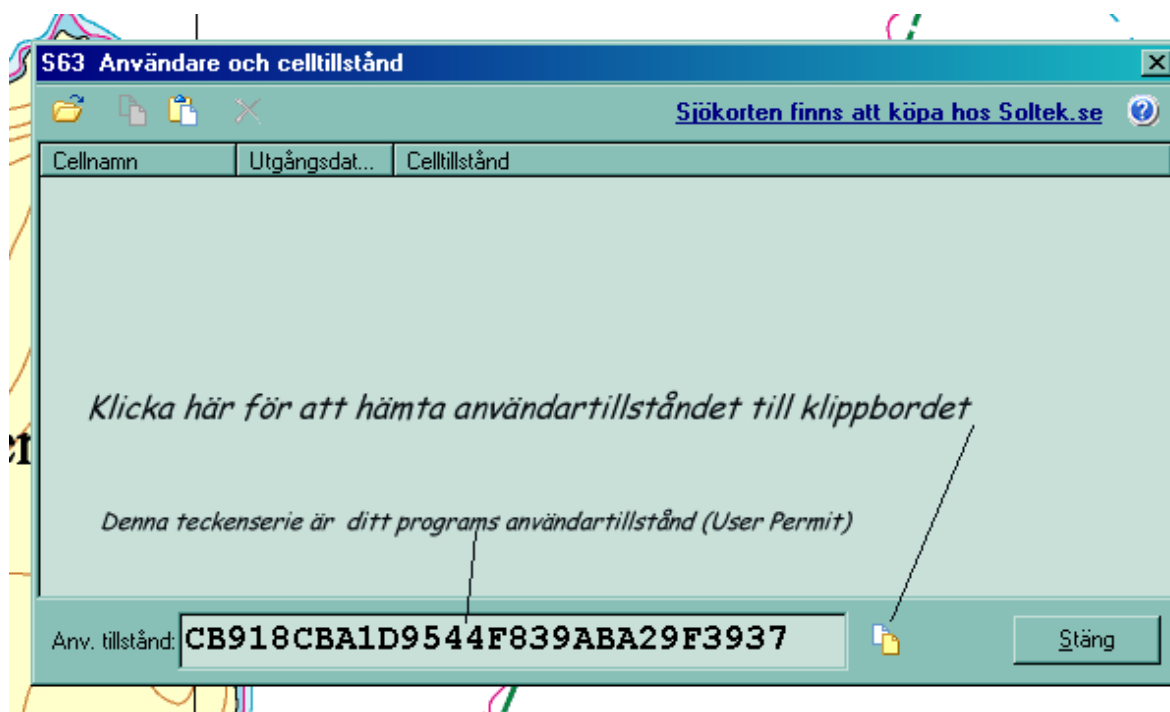 S63 Användare och celltillstånd
Sjökorten finns att köpa hos Soltek.se
Cellnamn Utgångsdat... Celltillstånd
Klicka här för att hämta användartillståndet till klippbordet
Denna teckenserie är ditt programs användartillstånd (User Permit)
Anv. tillstånd: CB918CBA1D9544F839ABA29F3937
Stäng